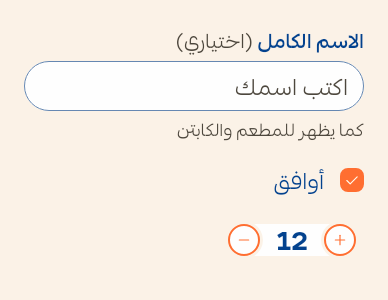 الاسم الكامل (اختياري)
اكتب اسمك
كما يظهر للمطعم والكابتن
أوافق
12